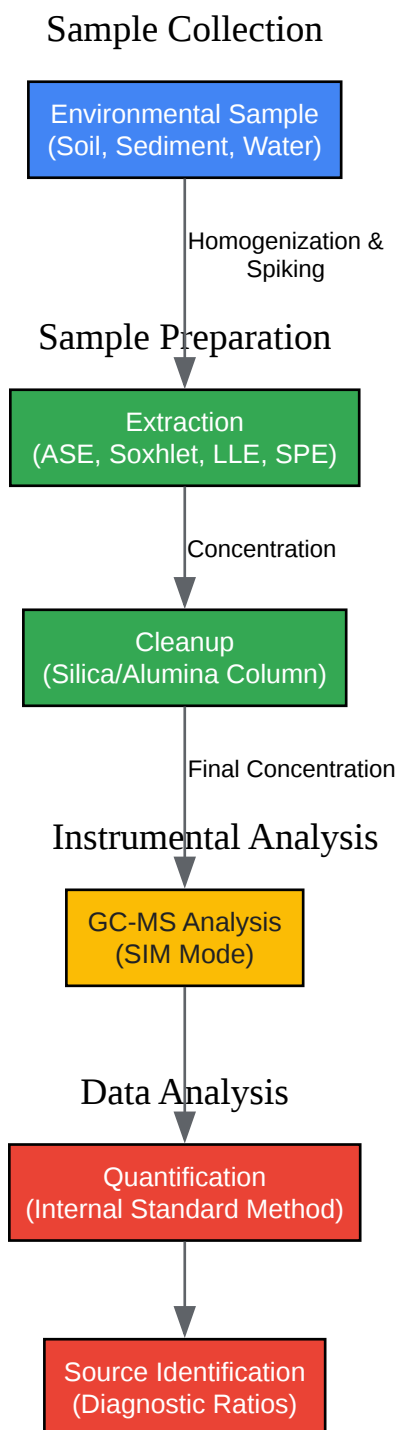 Sample Collection
Environmental Sample
(Soil, Sediment, Water)
Homogenization &
Spiking
Sample Preparation
Extraction
(ASE, Soxhlet, LLE, SPE)
Concentration
Cleanup
(Silica/Alumina Column)
Final Concentration
Instrumental Analysis
GC-MS Analysis
(SIM Mode)
Data Analysis
Quantification
(Internal Standard Method)
Source Identification
(Diagnostic Ratios)